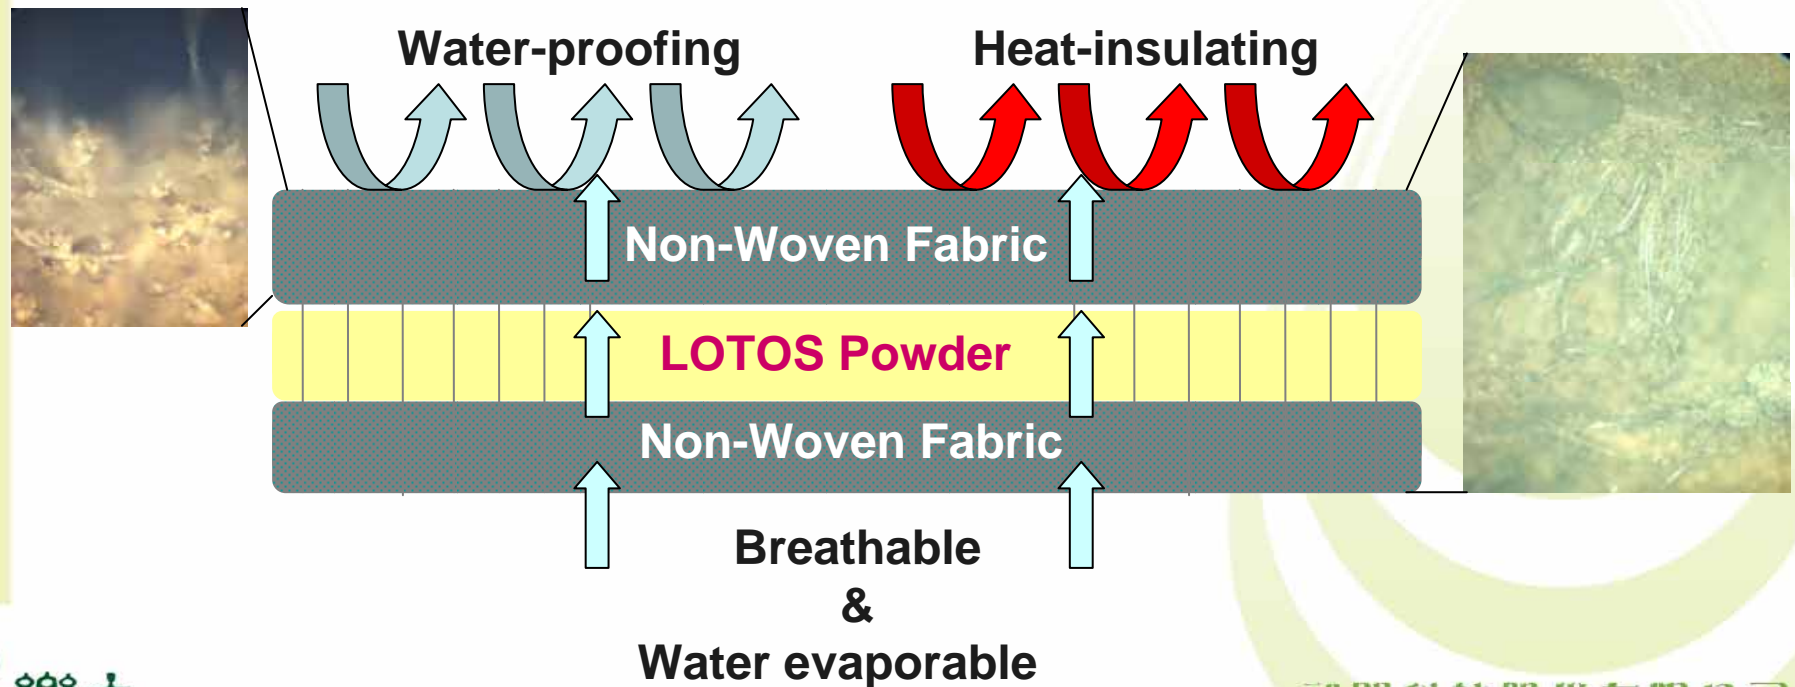 Water-proofing
Heat-insulating
Non-Woven Fabric
LOTOS Powder
Non-Woven Fabric
Breathable
&
Water evaporable